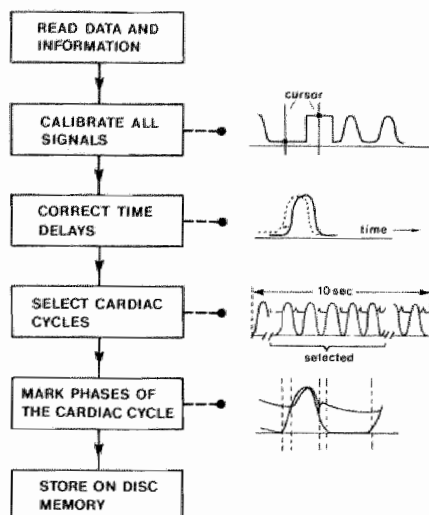 READ DATA AND
INFORMATION
CALIBRATE ALL
SIGNALS
cursor
CORRECT TIME
DELAYS
time
SELECT CARDIAC
CYCLES
10 sec
selected
MARK PHASES OF
THE CARDIAC CYCLE
STORE ON DISC
MEMORY